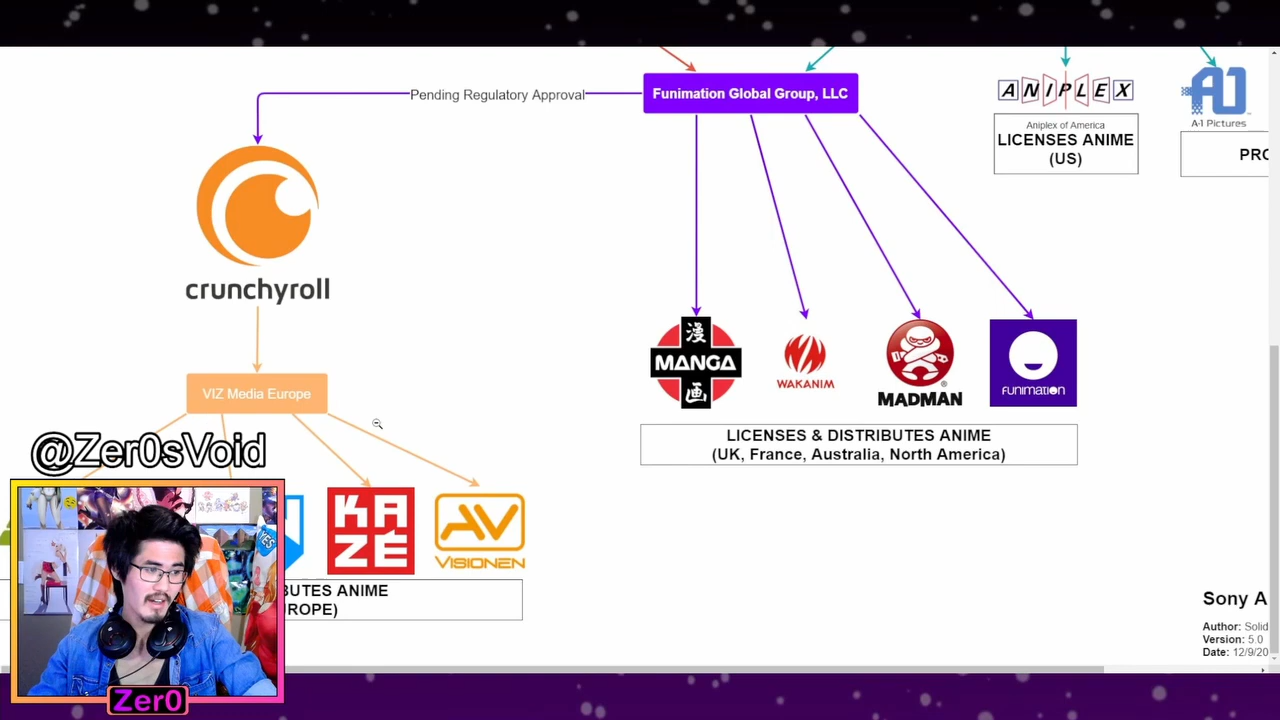 Pending Regulatory Approval
Funimation Global Group, LLC
ANIPLEX
Aniplex of America
LICENSES ANIME
(US)
A-1 Pictures
crunchyroll
VIZ Media Europe
漫
MANGA
画
WAKANIM
MADMAN
FUNIMATION
LICENSES & DISTRIBUTES ANIME
(UK, France, Australia, North America)
@Zer0sVoid
YES
KAZÉ
AV
VISIONEN
BUTES ANIME
ROPE)
Zer0
Sony A
Author: Solid
Version: 5.0
Date: 12/9/20